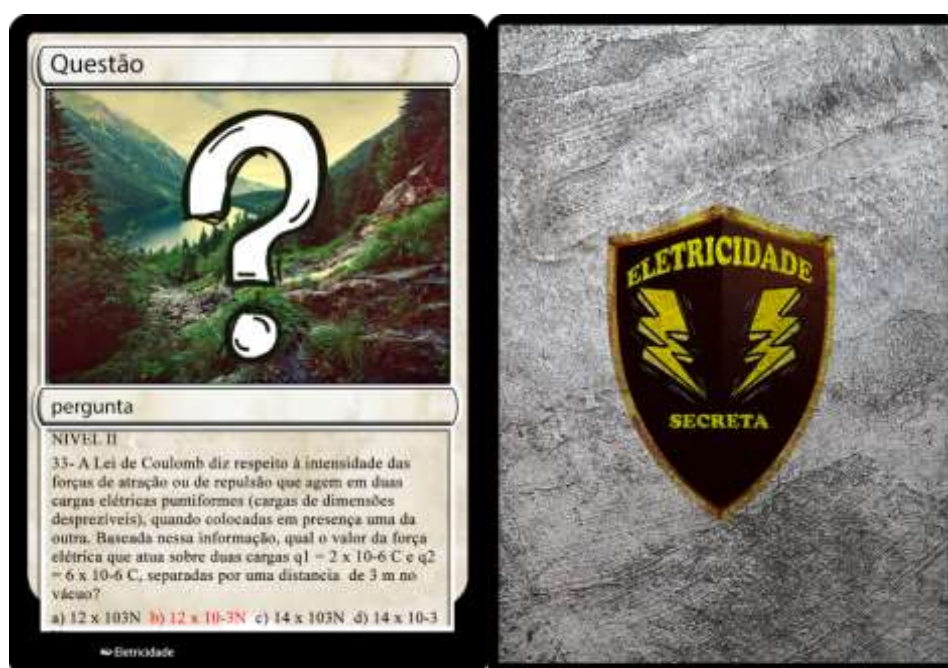 Questão
pergunta
NIVEL II
33- A Lei de Coulomb diz respeito à intensidade das
forças de atração ou de repulsão que agem em duas
cargas elétricas puntiformes (cargas de dimensões
desprezíveis), quando colocadas em presença uma da
outra. Baseada nessa informação, qual o valor da força
elétrica que atua sobre duas cargas q1 = 2 x 10-6 C e q2
= 6 x 10-6 C, separadas por uma distancia de 3 m no
vácuo?
a) 12 x 103N b) 12 x 10-3N c) 14 x 103N d) 14 x 10-3
Eletricidade
ELETRICIDADE
SECRETA